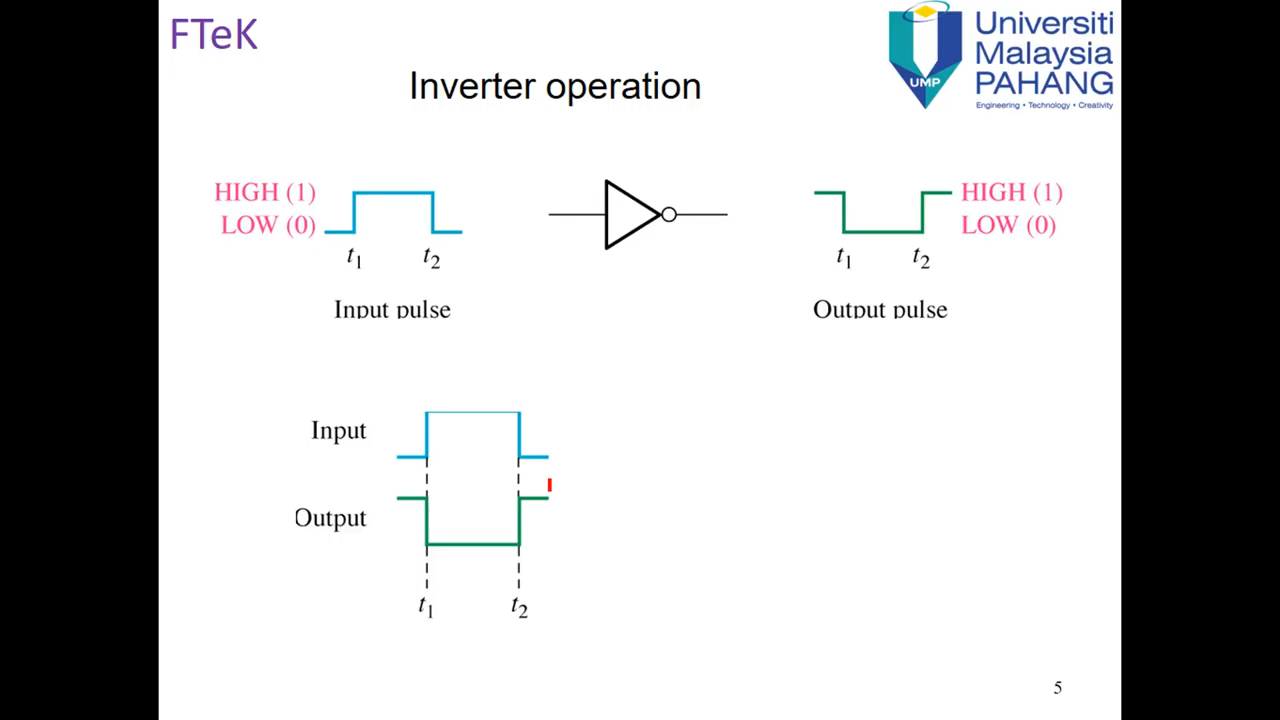 FTeK
Universiti
Malaysia
PAHANG
Engineering • Technology • Creativity
UMP
Inverter operation
HIGH (1)
LOW (0)
t1 t2
Input pulse
HIGH (1)
LOW (0)
t1 t2
Output pulse
Input
Output
t1 t2
5